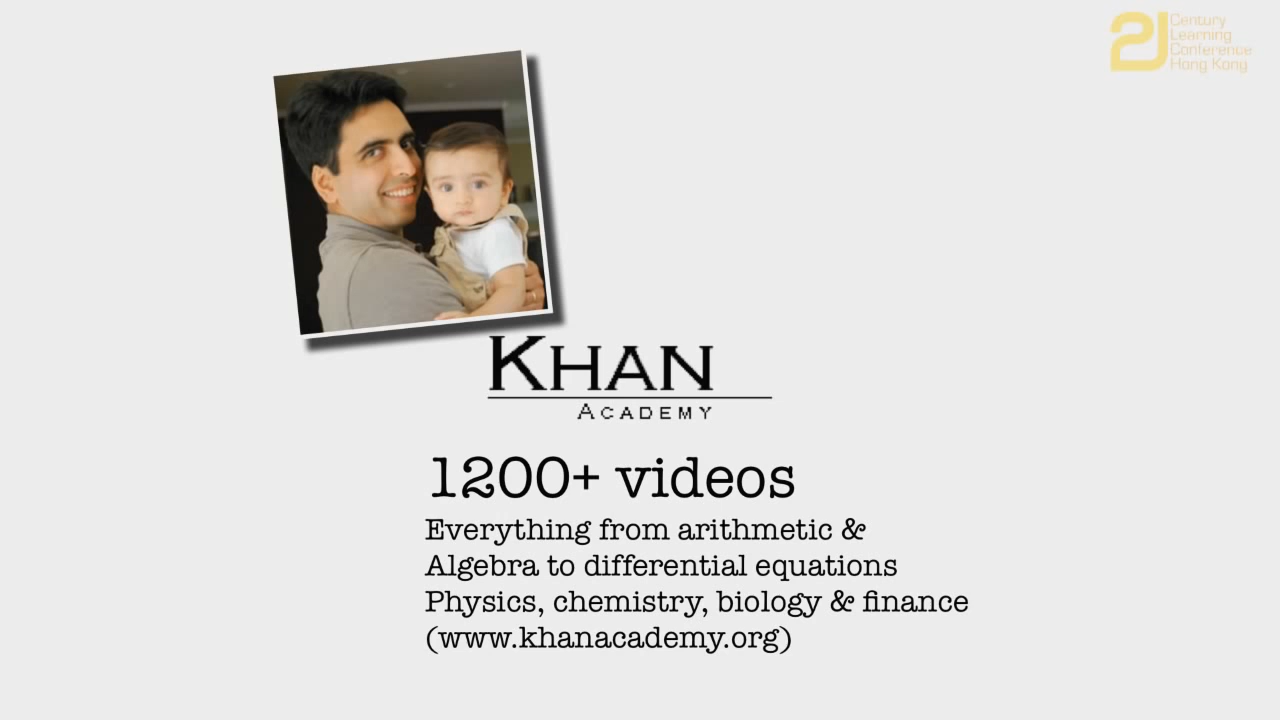 21
Century
Learning
Conference
Hong Kong
KHAN
ACADEMY
1200+ videos
Everything from arithmetic &
Algebra to differential equations
Physics, chemistry, biology & finance
(www.khanacademy.org)